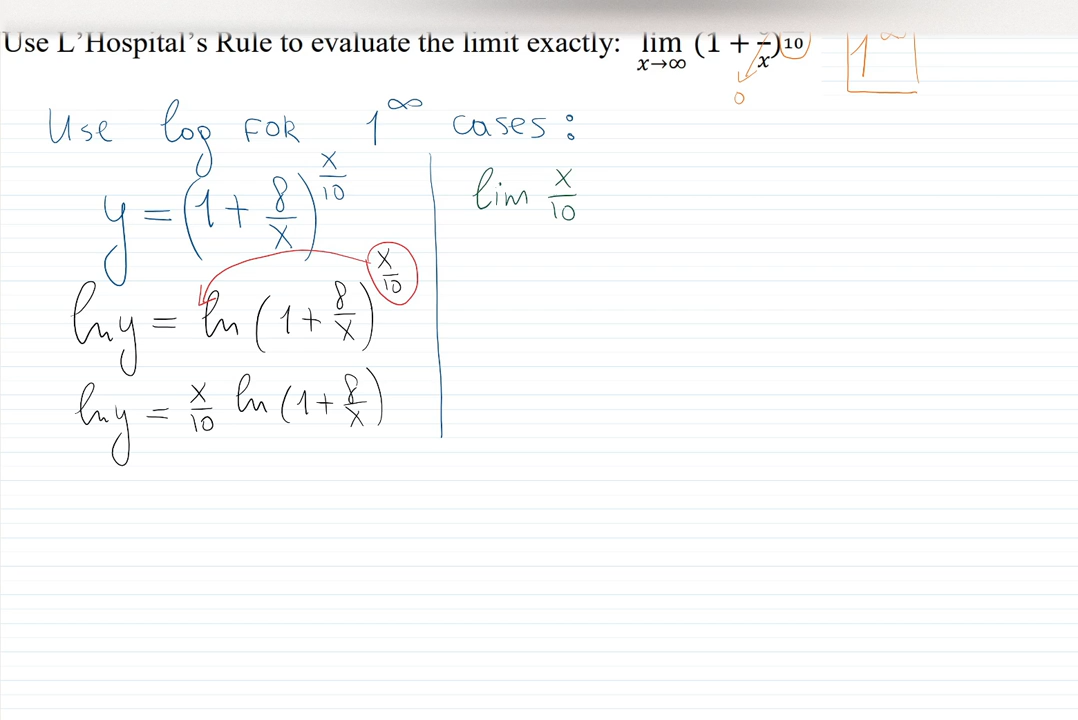 Use L'Hospital's Rule to evaluate the limit exactly: lim x→∞ (1 + –/x)^10
1^∞
0
Use log FOR 1^∞ cases:
y = (1 + 8/x)^(x/10)
ln y = ln (1 + 8/x)^(x/10)
ln y = x/10 ln (1 + 8/x)
lim x/10